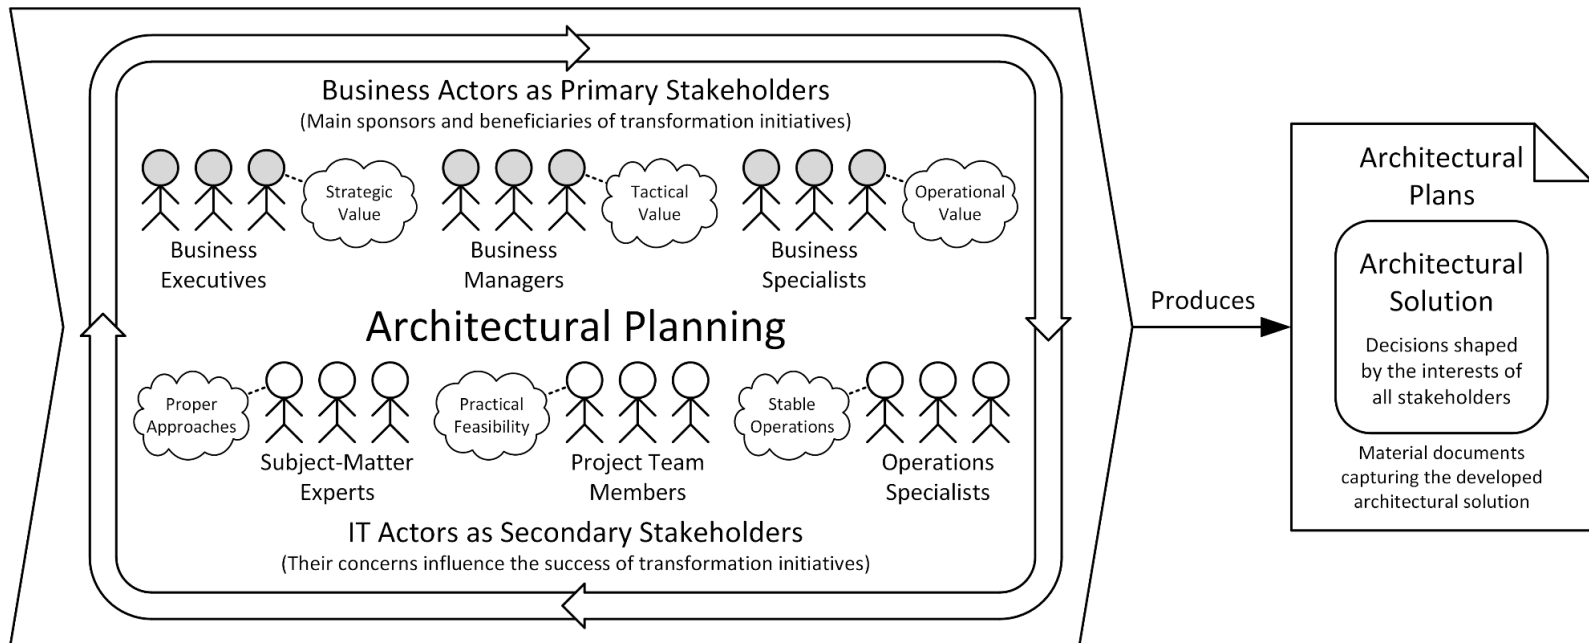 Business Actors as Primary Stakeholders
(Main sponsors and beneficiaries of transformation initiatives)
Strategic
Value
Business
Executives
Tactical
Value
Business
Managers
Operational
Value
Business
Specialists
Architectural Planning
Proper
Approaches
Subject-Matter
Experts
Practical
Feasibility
Project Team
Members
Stable
Operations
Operations
Specialists
IT Actors as Secondary Stakeholders
(Their concerns influence the success of transformation initiatives)
Produces
Architectural
Plans
Architectural
Solution
Decisions shaped
by the interests of
all stakeholders
Material documents
capturing the developed
architectural solution